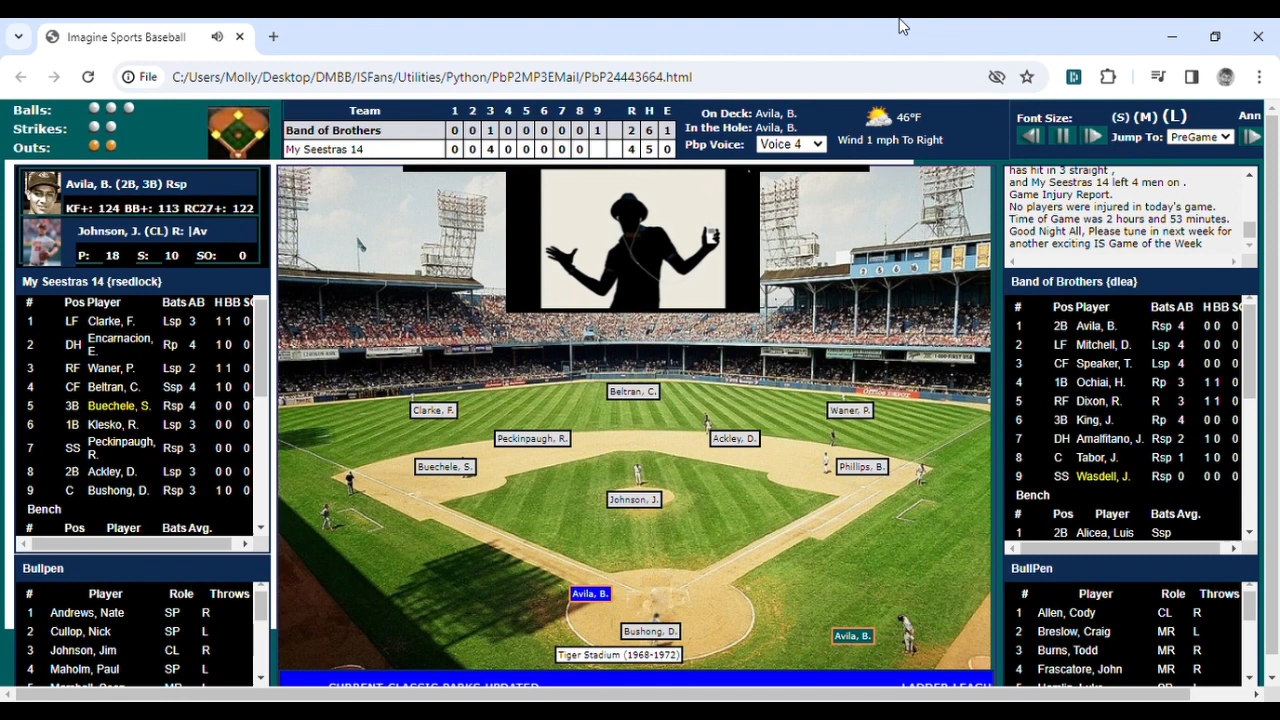 Imagine Sports Baseball
File
C:/Users/Molly/Desktop/DMBB/ISFans/Utilities/Python/PbP2MP3EMail/PbP24443664.html
Balls:
Strikes:
Outs:
Team 1 2 3 4 5 6 7 8 9 R H E
Band of Brothers 0 0 1 0 0 0 0 0 1 2 6 1
My Seestras 14 0 0 4 0 0 0 0 0 4 5 0
On Deck: Avila, B.
In the Hole: Avila, B.
Pbp Voice: Voice 4
46°F
Wind 1 mph To Right
Font Size: (S) (M) (L) Ann
Jump To: PreGame
Avila, B. (2B, 3B) Rsp
KF+: 124 BB+: 113 RC27+: 122
Johnson, J. (CL) R: |Av
P: 18 S: 10 SO: 0
My Seestras 14 {rsedlock}
# Pos Player Bats AB H BB SO
1 LF Clarke, F. Lsp 3 1 1 0
2 DH Encarnacion, E. Rp 4 1 0 0
3 RF Waner, P. Lsp 2 1 1 0
4 CF Beltran, C. Ssp 4 1 0 0
5 3B Buechele, S. Rsp 4 0 0 0
6 1B Klesko, R. Lsp 3 0 0 0
7 SS Peckinpaugh, R. Rsp 3 0 0 0
8 2B Ackley, D. Lsp 3 0 0 0
9 C Bushong, D. Rsp 3 1 0 0
Bench
# Pos Player Bats Avg.
Bullpen
# Player Role Throws
1 Andrews, Nate SP R
2 Cullop, Nick SP L
3 Johnson, Jim CL R
4 Maholm, Paul SP L
Beltran, C.
Clarke, F.
Waner, P.
Peckinpaugh, R.
Ackley, D.
Buechele, S.
Phillips, B.
Johnson, J.
Avila, B.
Bushong, D.
Avila, B.
Tiger Stadium (1968-1972)
CURRENT CLASSIC PARKS UPDATED
has hit in 3 straight ,
and My Seestras 14 left 4 men on .
Game Injury Report.
No players were injured in today's game.
Time of Game was 2 hours and 53 minutes.
Good Night All, Please tune in next week for
another exciting IS Game of the Week
Band of Brothers {dlea}
# Pos Player Bats AB H BB SO
1 2B Avila, B. Rsp 4 0 0
2 LF Mitchell, D. Lsp 4 0 0
3 CF Speaker, T. Lsp 4 0 0
4 1B Ochiai, H. Rp 3 1 1
5 RF Dixon, R. R 3 1 1
6 3B King, J. Rp 4 0 0
7 DH Amalfitano, J. Rsp 2 1 0
8 C Tabor, J. Rsp 1 0 0
9 SS Wasdell, J. Rsp 0 0 0
Bench
# Pos Player Bats Avg.
1 2B Alicea, Luis Ssp
BullPen
# Player Role Throws
1 Allen, Cody CL R
2 Breslow, Craig MR L
3 Burns, Todd MR R
4 Frascatore, John MR R